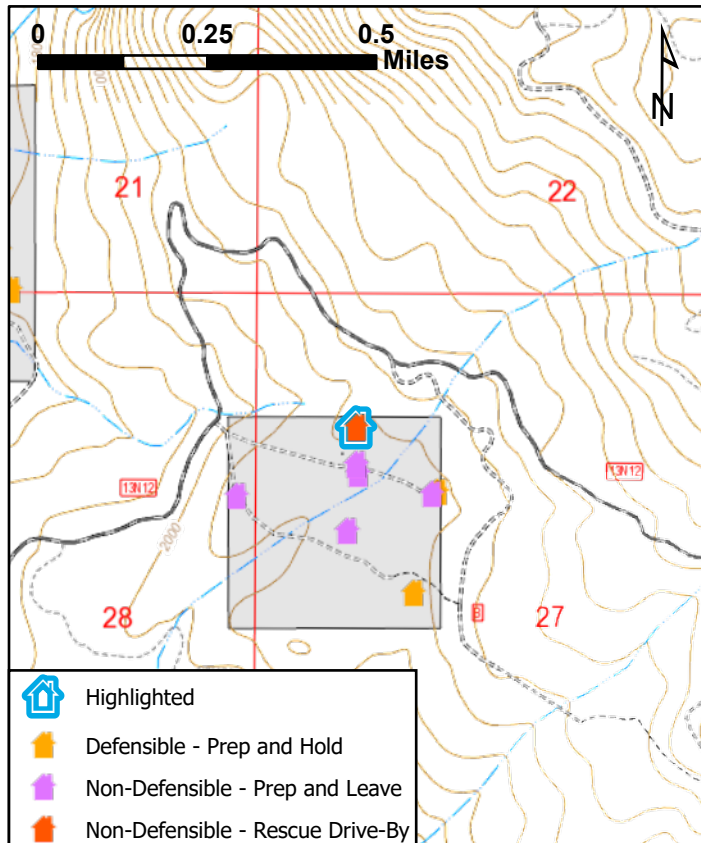 0 0.25 0.5
Miles
N
21
22
13N12
13N12
2000
28
27
Highlighted
Defensible - Prep and Hold
Non-Defensible - Prep and Leave
Non-Defensible - Rescue Drive-By